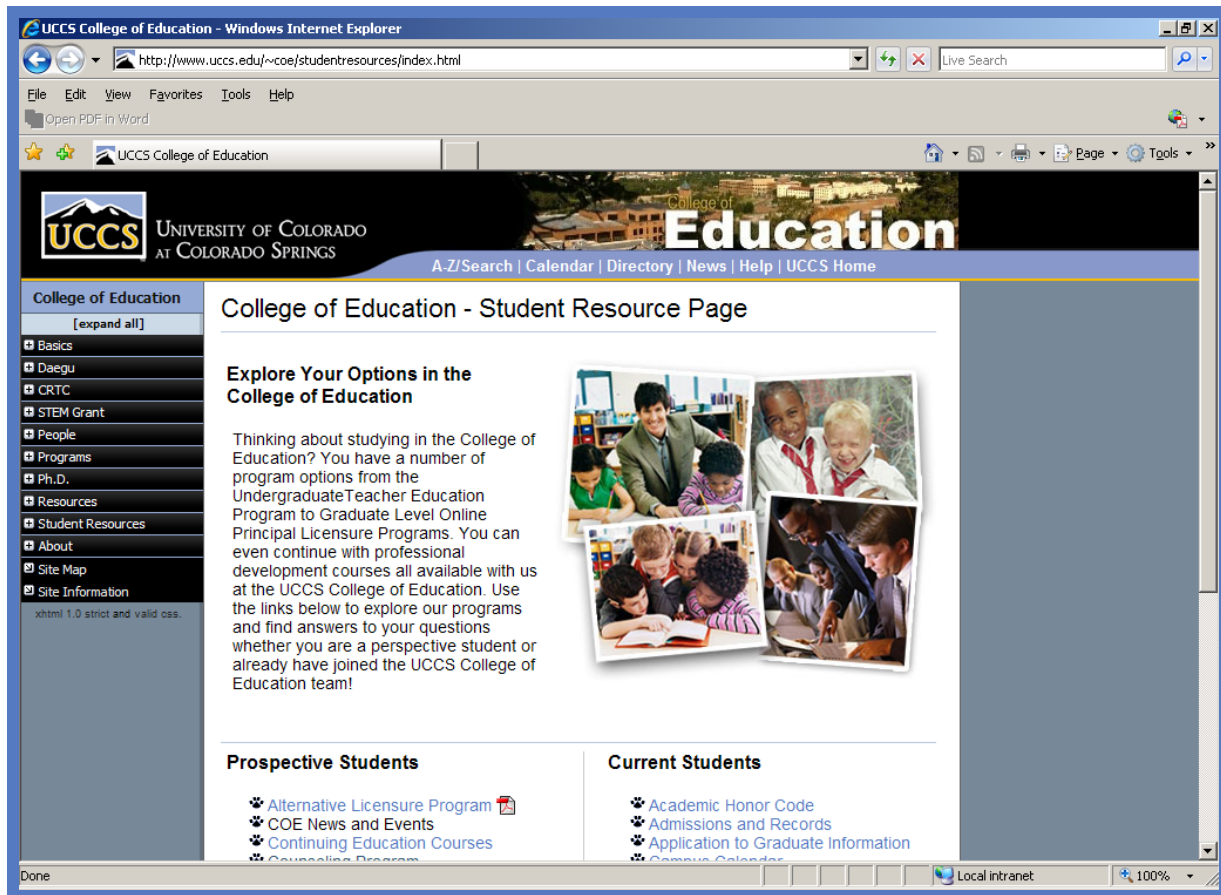 UCCS College of Education - Windows Internet Explorer
http://www.uccs.edu/~coe/studentresources/index.html
Live Search
File Edit View Favorites Tools Help
Open PDF in Word
UCCS College of Education
Page Tools »
UCCS
UNIVERSITY OF COLORADO
AT COLORADO SPRINGS
College of
Education
A-Z/Search | Calendar | Directory | News | Help | UCCS Home
College of Education
[expand all]
Basics
Daegu
CRTC
STEM Grant
People
Programs
Ph.D.
Resources
Student Resources
About
Site Map
Site Information
xhtml 1.0 strict and valid css.
College of Education - Student Resource Page
Explore Your Options in the
College of Education
Thinking about studying in the College of
Education? You have a number of
program options from the
UndergraduateTeacher Education
Program to Graduate Level Online
Principal Licensure Programs. You can
even continue with professional
development courses all available with us
at the UCCS College of Education. Use
the links below to explore our programs
and find answers to your questions
whether you are a perspective student or
already have joined the UCCS College of
Education team!
Prospective Students
Alternative Licensure Program
COE News and Events
Continuing Education Courses
Counseling Program
Current Students
Academic Honor Code
Admissions and Records
Application to Graduate Information
Campus Calendar
Done
Local intranet
100%